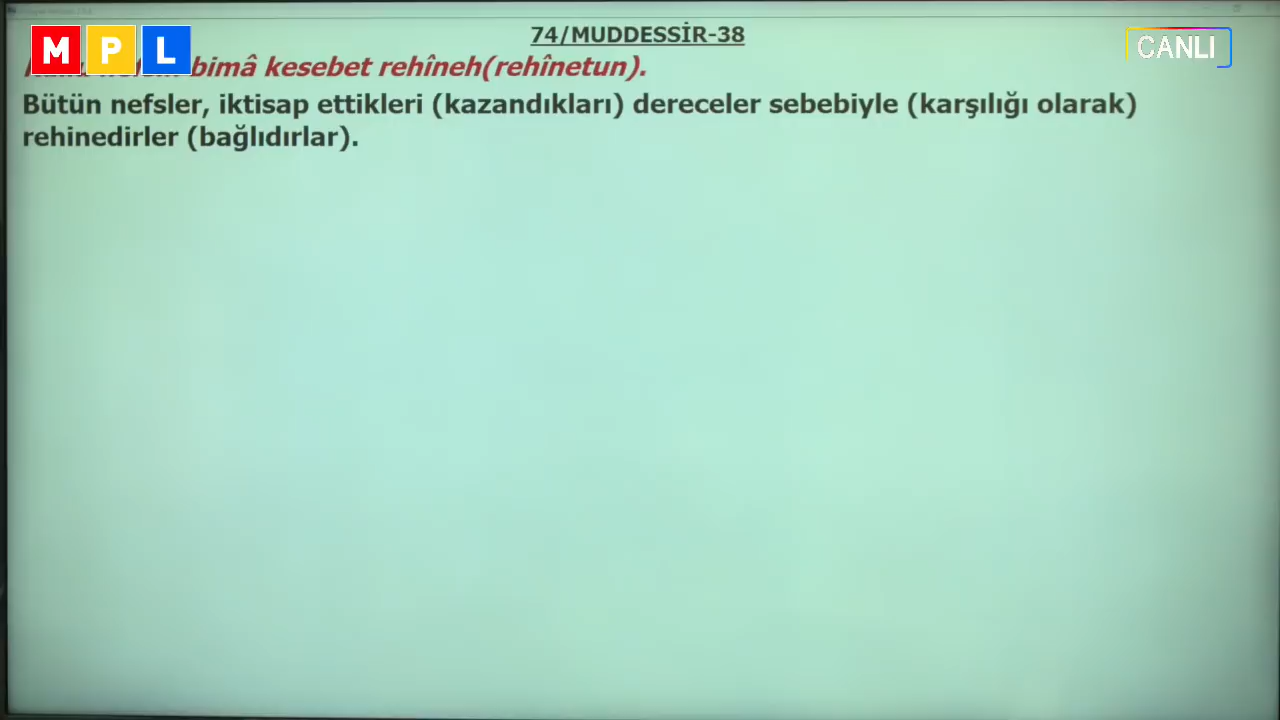 74/MUDDESSİR-38
MPL
CANLI
bimâ kesebet rehîneh(rehînetun).
Bütün nefsler, iktisap ettikleri (kazandıkları) dereceler sebebiyle (karşılığı olarak)
rehinedirler (bağlıdırlar).